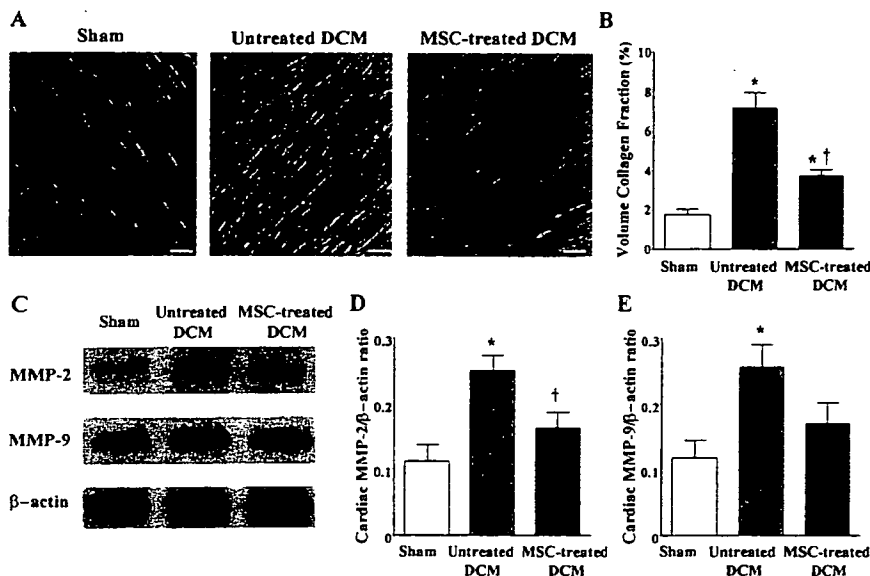 A
Sham
Untreated DCM
MSC-treated DCM
B
Volume Collagen Fraction (%)
10
8
6
4
2
0
*
* †
Sham
Untreated DCM
MSC-treated DCM
C
Sham
Untreated DCM
MSC-treated DCM
MMP-2
MMP-9
β-actin
D
Cardiac MMP-2/β-actin ratio
0.3
0.2
0.1
0
*
†
Sham
Untreated DCM
MSC-treated DCM
E
Cardiac MMP-9/β-actin ratio
0.3
0.2
0.1
0
*
Sham
Untreated DCM
MSC-treated DCM